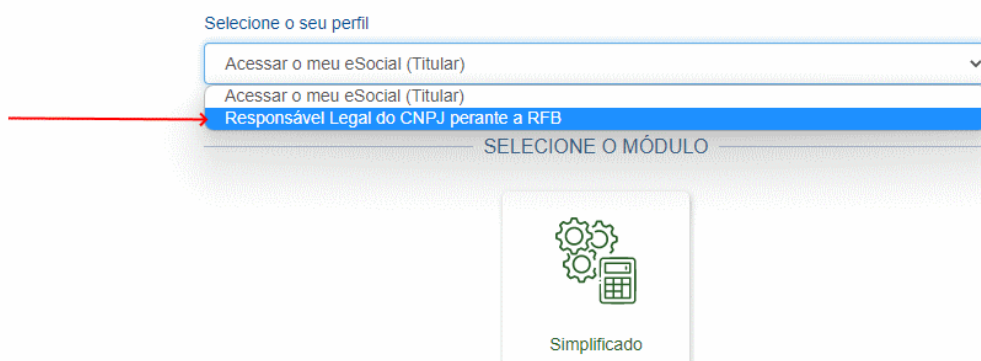 Selecione o seu perfil
Acessar o meu eSocial (Titular)
Acessar o meu eSocial (Titular)
Responsável Legal do CNPJ perante a RFB
SELECIONE O MÓDULO
Simplificado